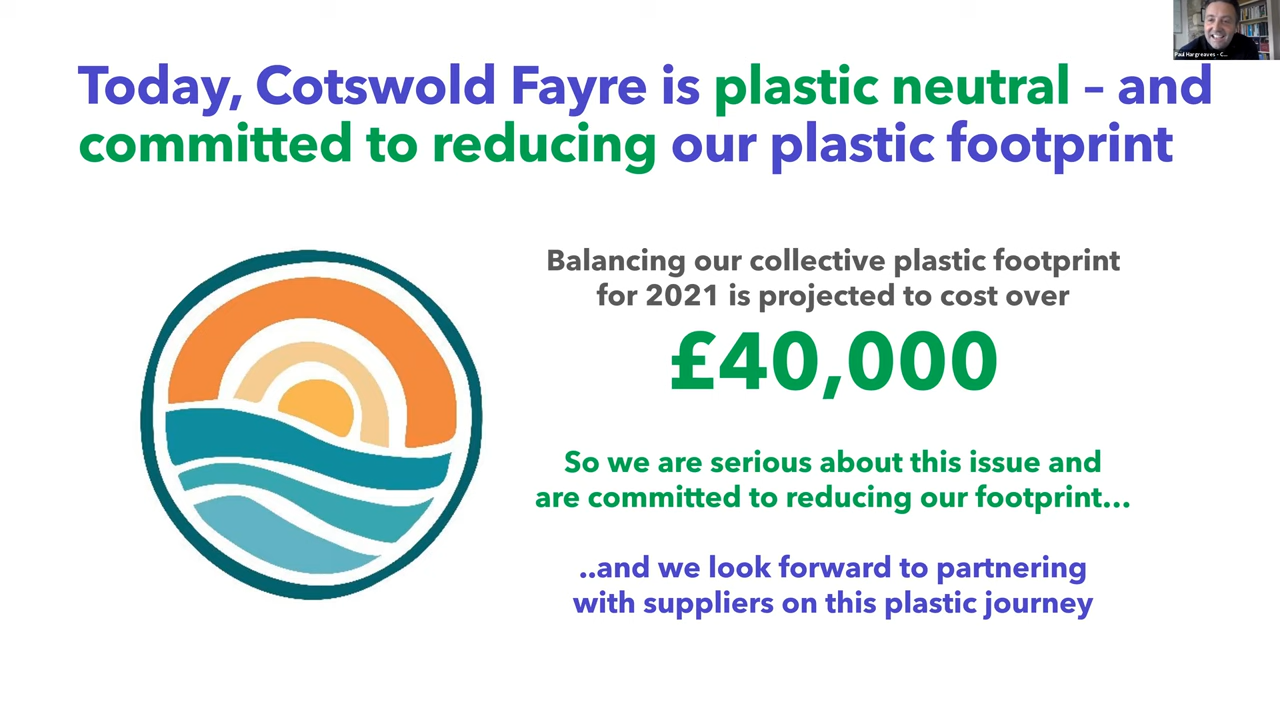 Paul Hargreaves - C...
Today, Cotswold Fayre is plastic neutral – and
committed to reducing our plastic footprint
Balancing our collective plastic footprint
for 2021 is projected to cost over
£40,000
So we are serious about this issue and
are committed to reducing our footprint...
..and we look forward to partnering
with suppliers on this plastic journey